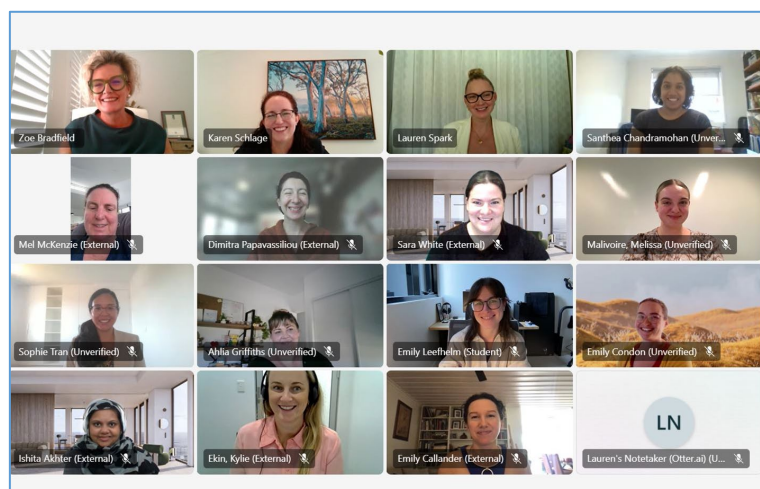 Zoe Bradfield
Karen Schlage
Lauren Spark
Santhea Chandramohan (Unver...
Mel McKenzie (External)
Dimitra Papavassiliou (External)
Sara White (External)
Malivoire, Melissa (Unverified)
Sophie Tran (Unverified)
Ahlia Griffiths (Unverified)
Emily Leefhelm (Student)
Emily Condon (Unverified)
Ishita Akhter (External)
Ekin, Kylie (External)
Emily Callander (External)
LN
Lauren's Notetaker (Otter.ai) (U...